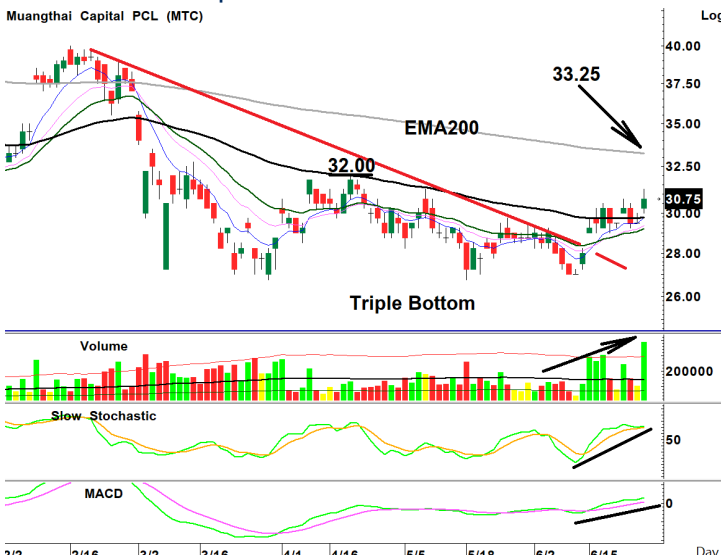 Muangthai Capital PCL (MTC)
Log
40.00
37.50
33.25
35.00
EMA200
32.50
32.00
30.75
30.00
28.00
Triple Bottom
26.00
Volume
200000
Slow Stochastic
50
MACD
0
2/16 3/2 3/16 4/1 4/16 5/5 5/18 6/2 6/15 Day